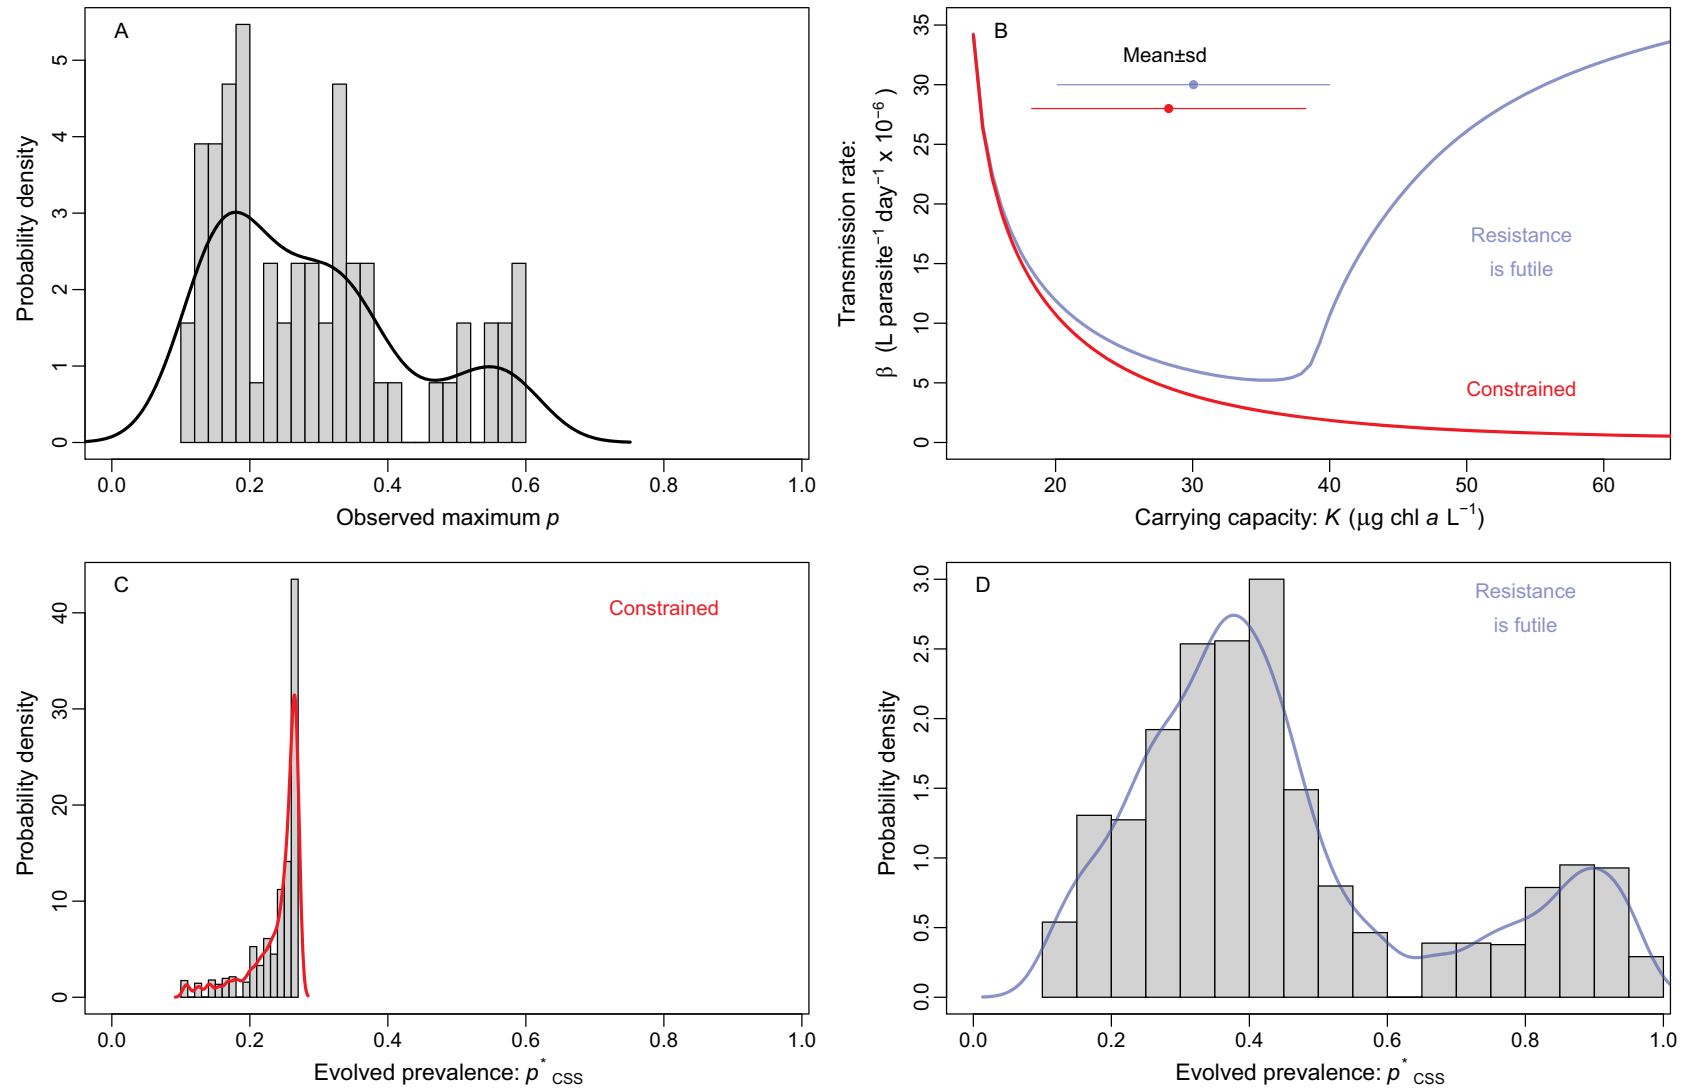 A
Probability density
0 1 2 3 4 5
0.0 0.2 0.4 0.6 0.8 1.0
Observed maximum p
B
Mean±sd
Transmission rate:
β (L parasite⁻¹ day⁻¹ x 10⁻⁶)
0 5 10 15 20 25 30 35
Resistance
is futile
Constrained
20 30 40 50 60
Carrying capacity: K (μg chl a L⁻¹)
C
Constrained
Probability density
0 10 20 30 40
0.0 0.2 0.4 0.6 0.8 1.0
Evolved prevalence: p*CSS
D
Resistance
is futile
Probability density
0.0 0.5 1.0 1.5 2.0 2.5 3.0
0.0 0.2 0.4 0.6 0.8 1.0
Evolved prevalence: p*CSS